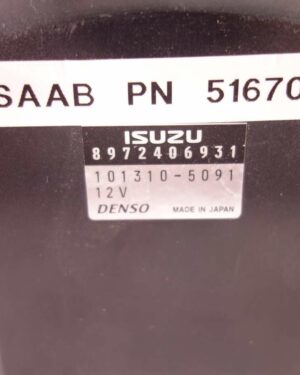 SAAB PN 51670
ISUZU
8972406931
101310-5091
12V
DENSO MADE IN JAPAN